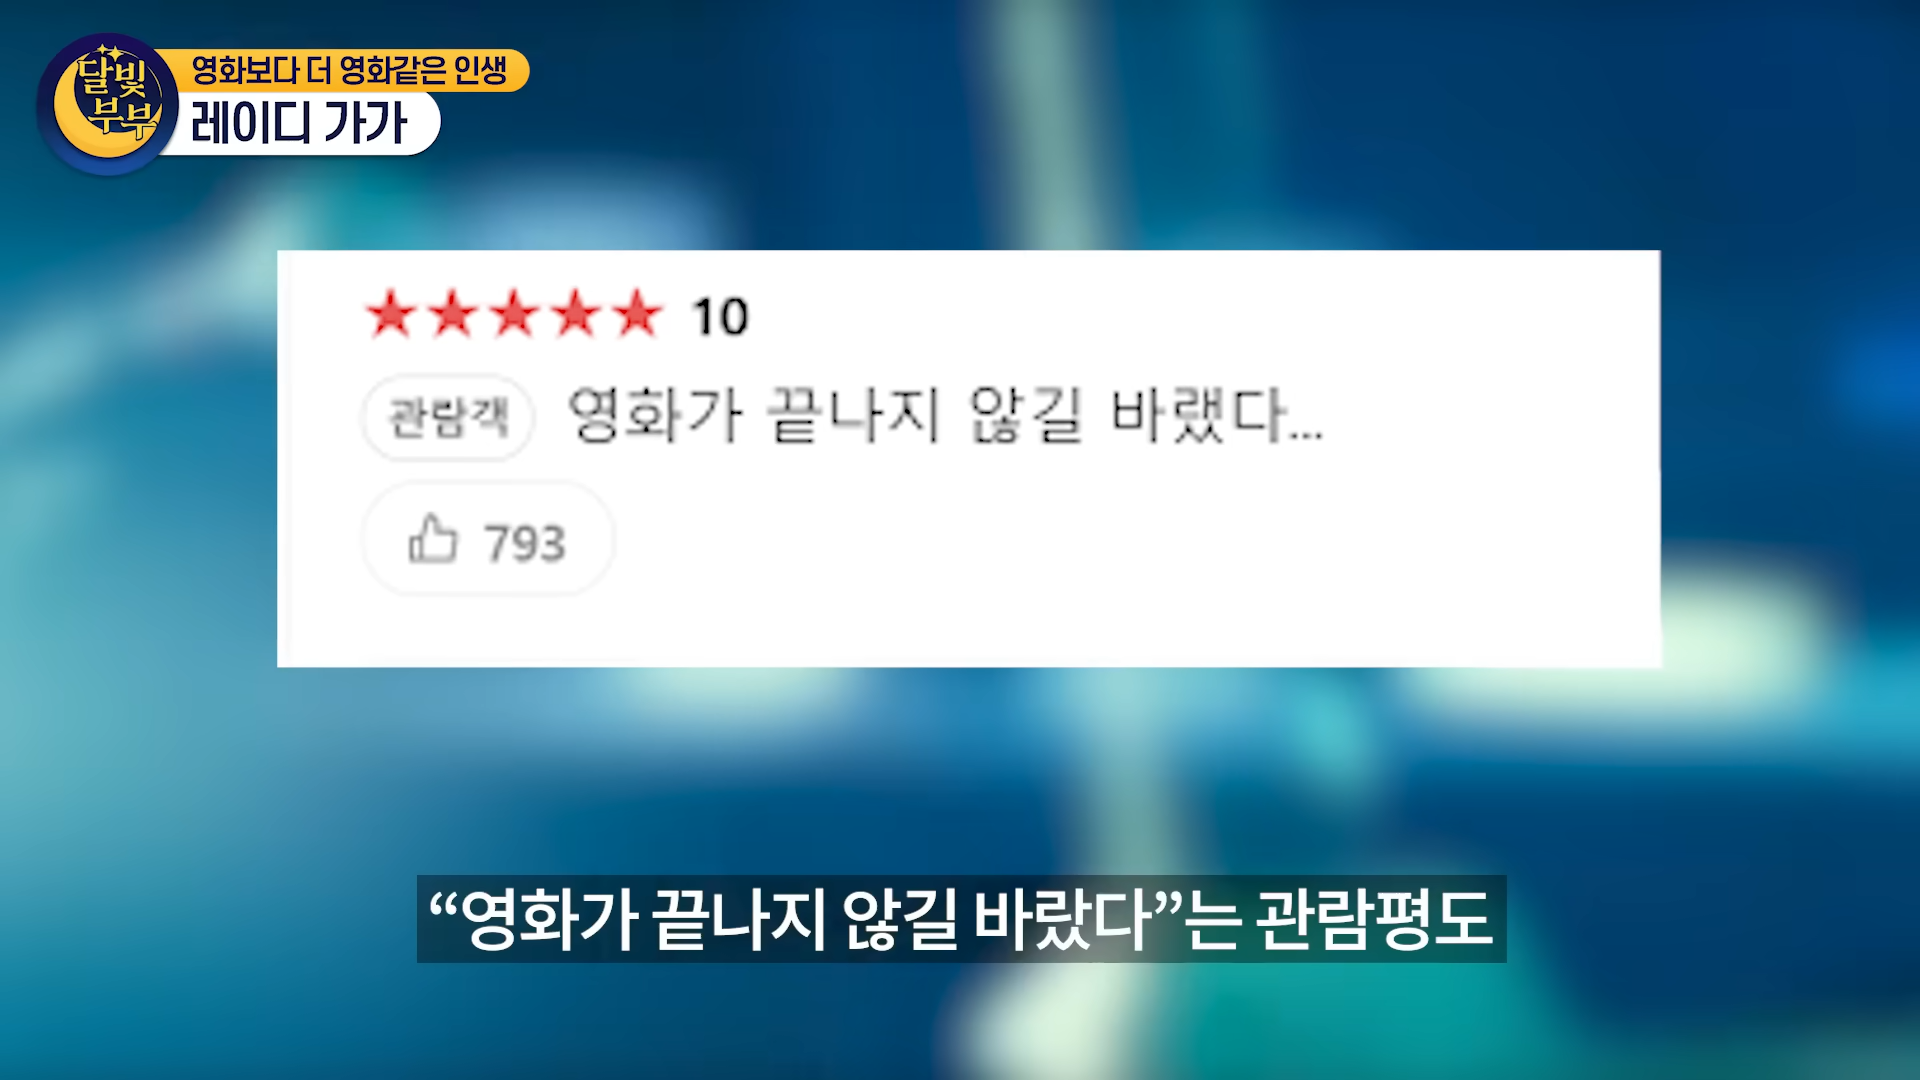 달빛
부부
영화보다 더 영화같은 인생
레이디 가가
10
관람객 영화가 끝나지 않길 바랬다...
793
“영화가 끝나지 않길 바랐다”는 관람평도